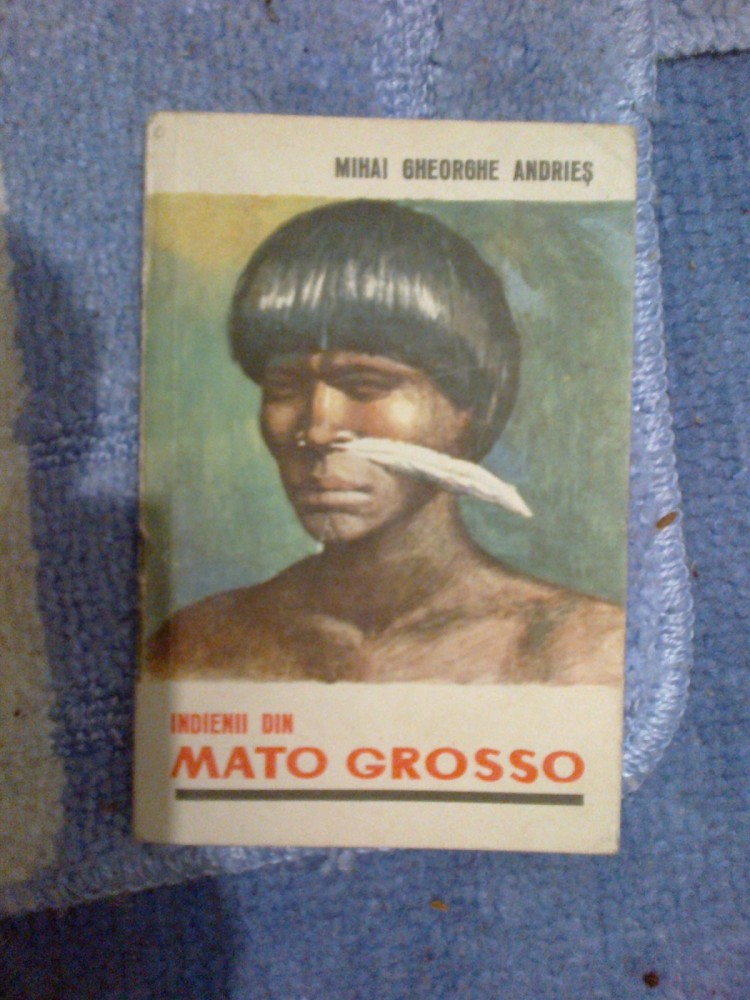 MIHAI GHEORGHE ANDRIEȘ
INDIENII DIN
MATO GROSSO